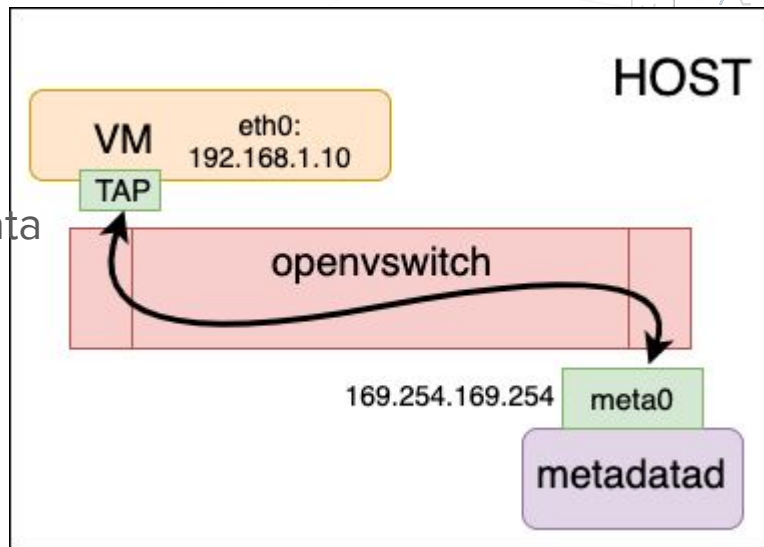 HOST
VM
eth0:
192.168.1.10
TAP
openvswitch
169.254.169.254
meta0
metadatad